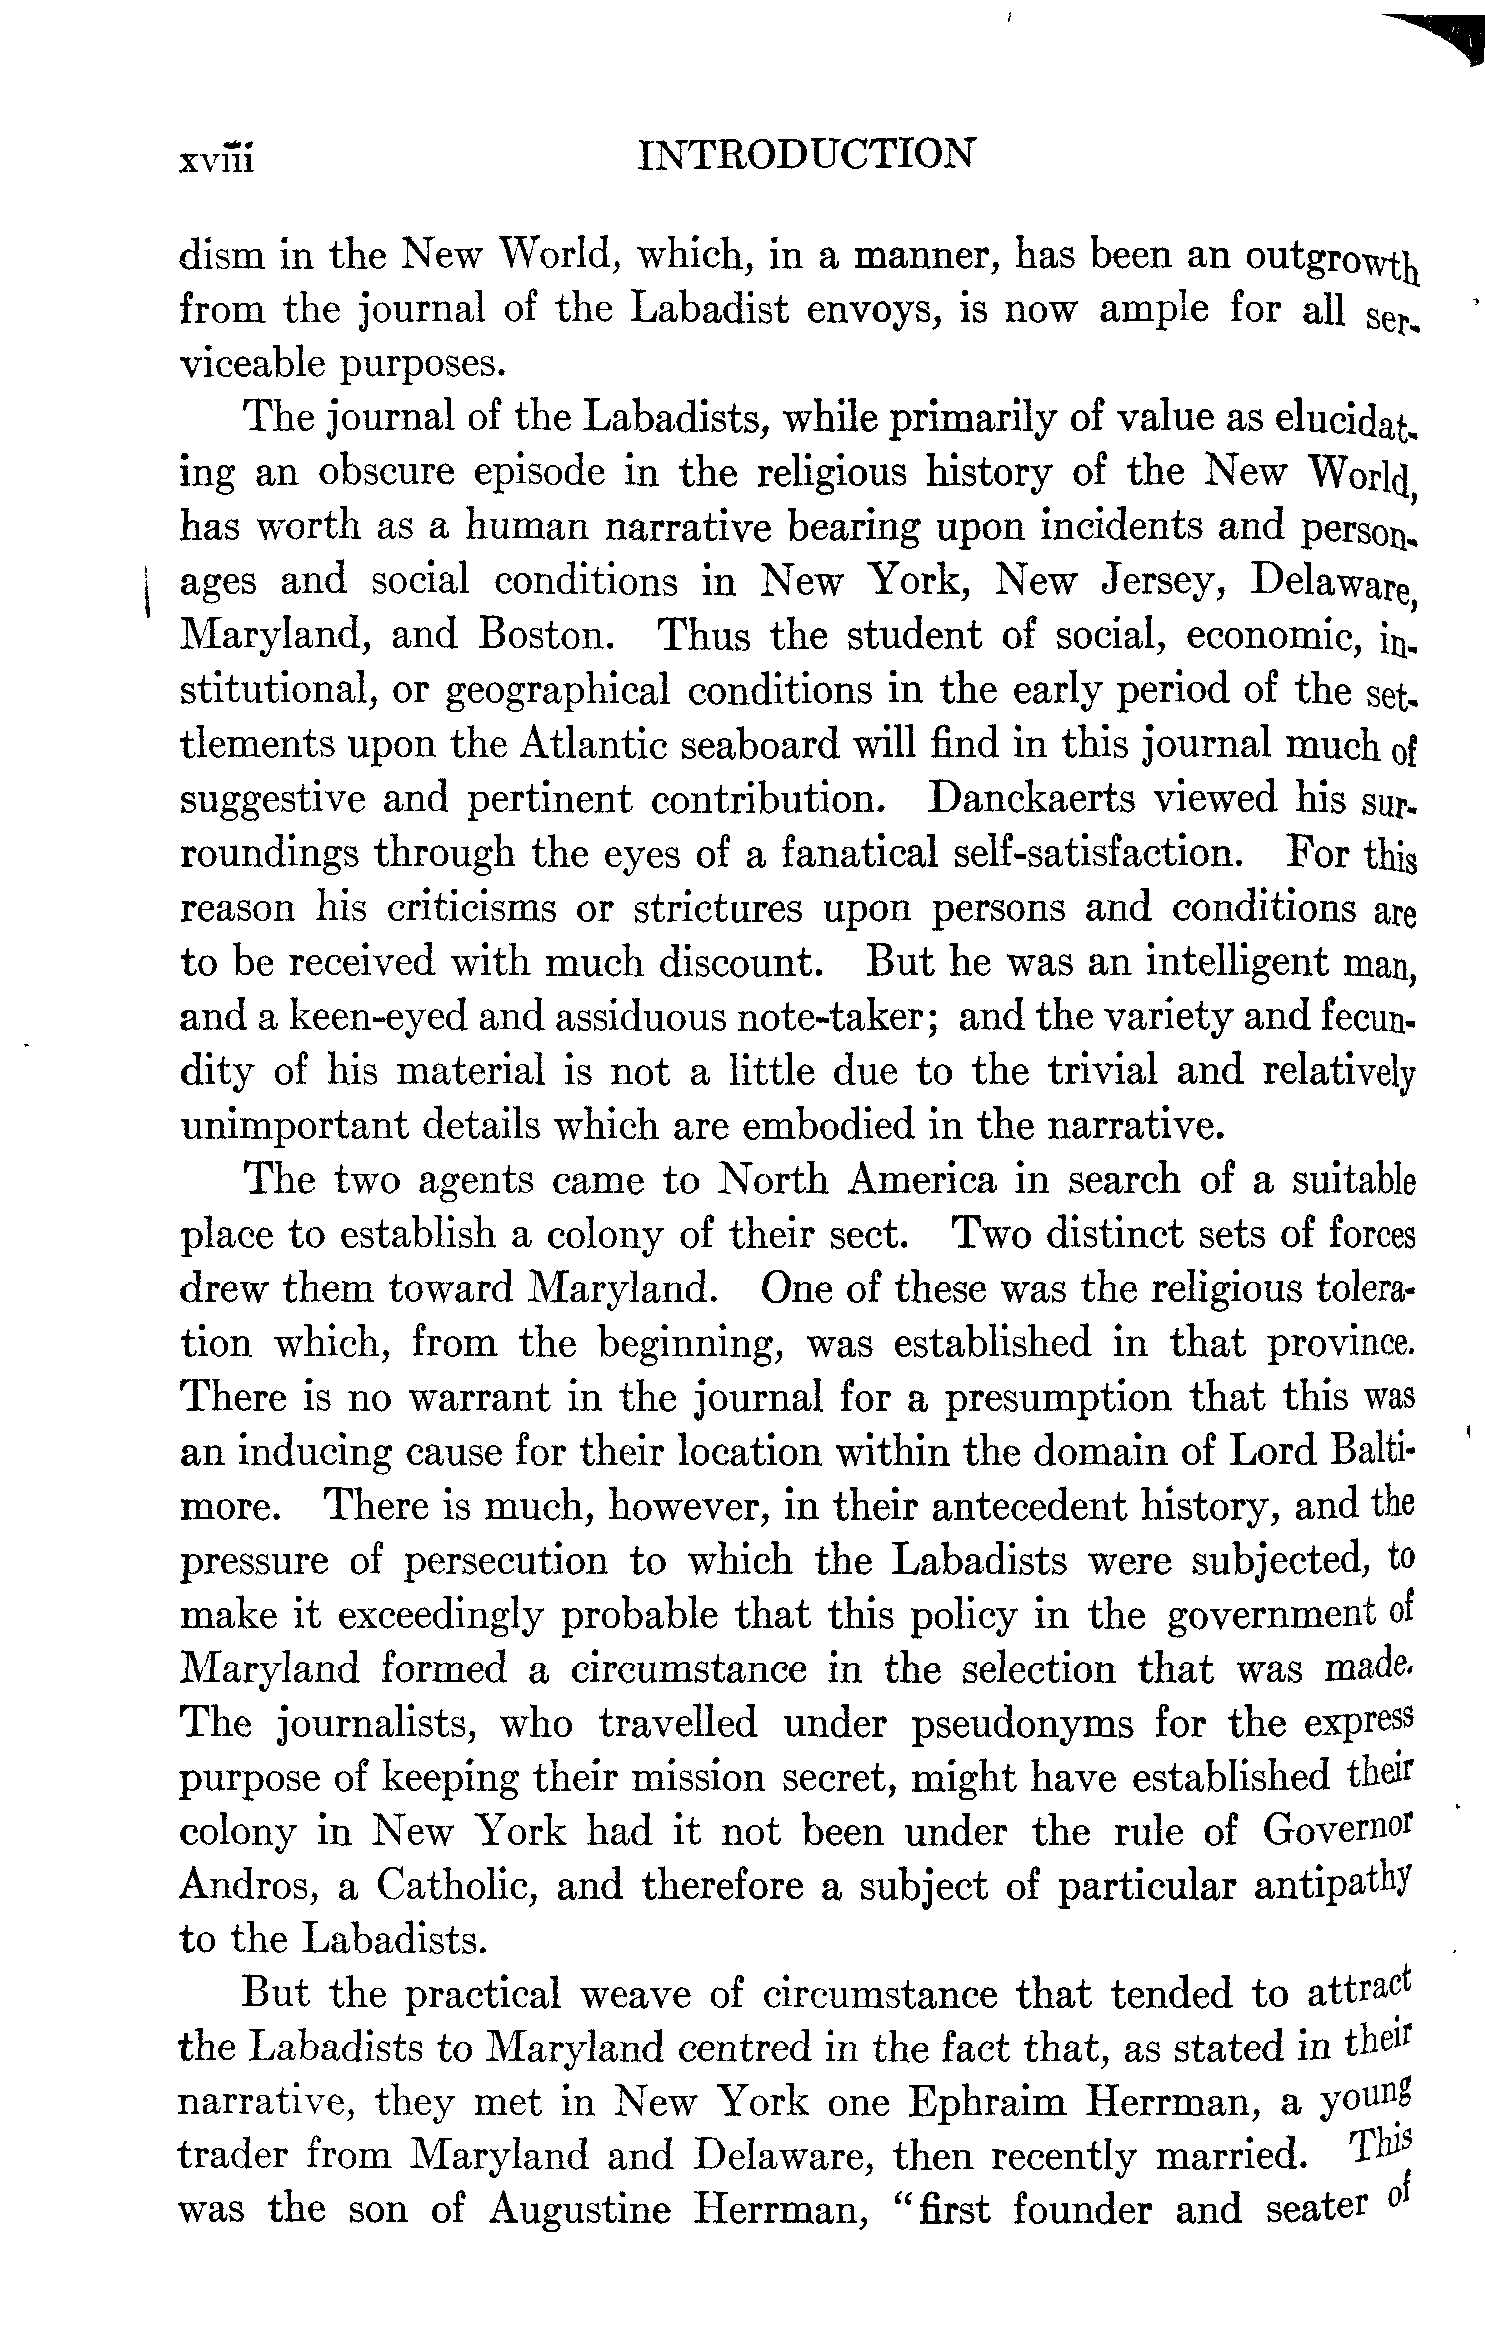 xviii INTRODUCTION
dism in the New World, which, in a manner, has been an outgrowth
from the journal of the Labadist envoys, is now ample for all ser-
viceable purposes.
The journal of the Labadists, while primarily of value as elucidat-
ing an obscure episode in the religious history of the New World,
has worth as a human narrative bearing upon incidents and person-
ages and social conditions in New York, New Jersey, Delaware,
Maryland, and Boston. Thus the student of social, economic, in-
stitutional, or geographical conditions in the early period of the set-
tlements upon the Atlantic seaboard will find in this journal much of
suggestive and pertinent contribution. Danckaerts viewed his sur-
roundings through the eyes of a fanatical self-satisfaction. For this
reason his criticisms or strictures upon persons and conditions are
to be received with much discount. But he was an intelligent man,
and a keen-eyed and assiduous note-taker; and the variety and fecun-
dity of his material is not a little due to the trivial and relatively
unimportant details which are embodied in the narrative.
The two agents came to North America in search of a suitable
place to establish a colony of their sect. Two distinct sets of forces
drew them toward Maryland. One of these was the religious tolera-
tion which, from the beginning, was established in that province.
There is no warrant in the journal for a presumption that this was
an inducing cause for their location within the domain of Lord Balti-
more. There is much, however, in their antecedent history, and the
pressure of persecution to which the Labadists were subjected, to
make it exceedingly probable that this policy in the government of
Maryland formed a circumstance in the selection that was made.
The journalists, who travelled under pseudonyms for the express
purpose of keeping their mission secret, might have established their
colony in New York had it not been under the rule of Governor
Andros, a Catholic, and therefore a subject of particular antipathy
to the Labadists.
But the practical weave of circumstance that tended to attract
the Labadists to Maryland centred in the fact that, as stated in their
narrative, they met in New York one Ephraim Herrman, a young
trader from Maryland and Delaware, then recently married. This
was the son of Augustine Herrman, "first founder and seater of